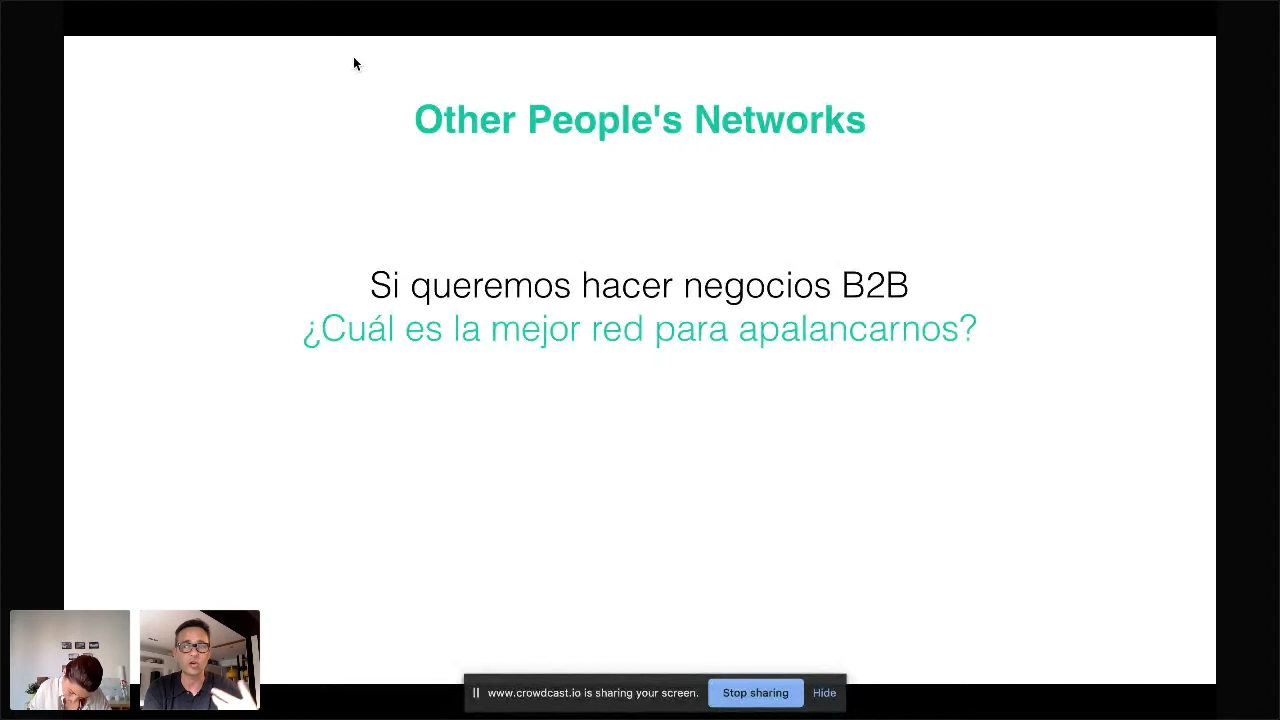 Other People's Networks
Si queremos hacer negocios B2B
¿Cuál es la mejor red para apalancarnos?
www.crowdcast.io is sharing your screen. Stop sharing Hide